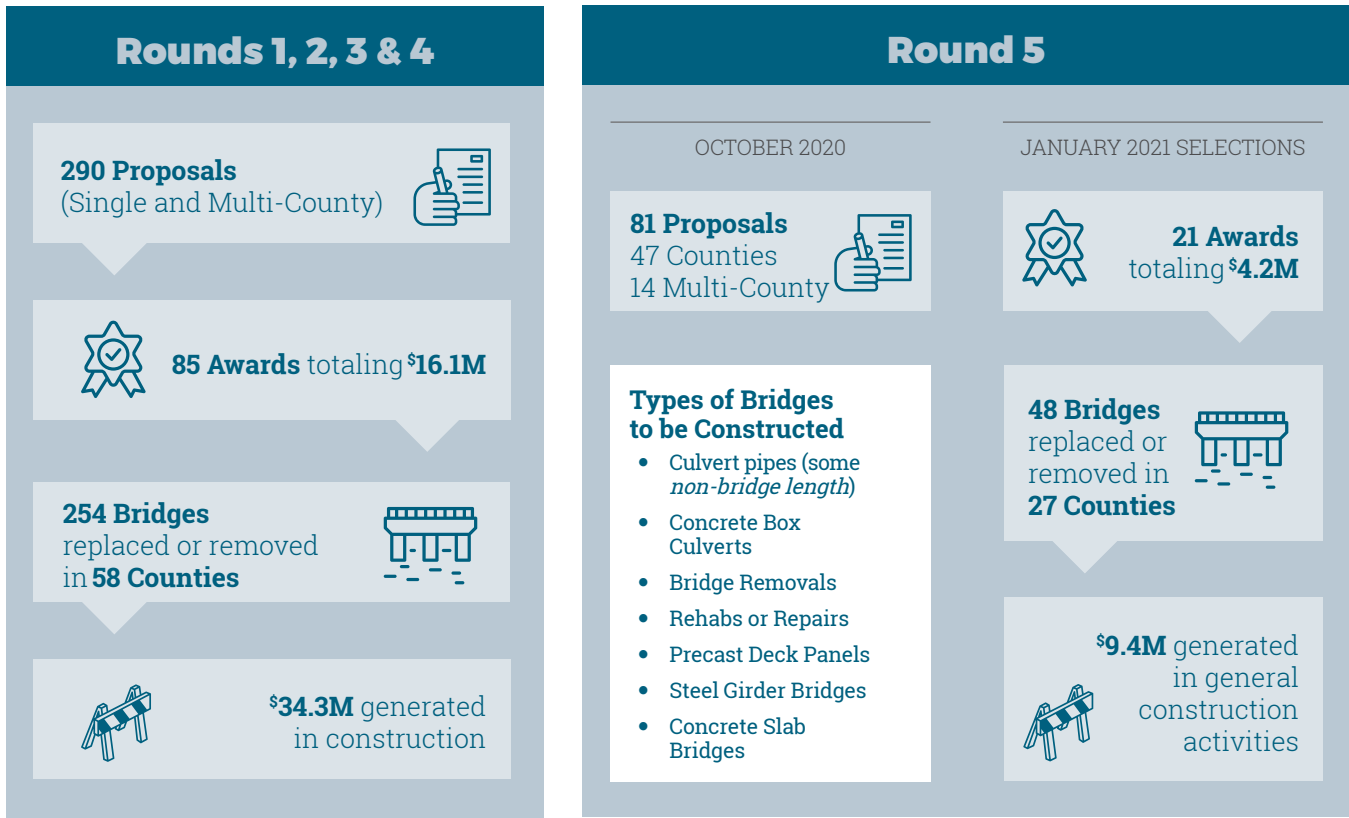 Rounds 1, 2, 3 & 4
290 Proposals
(Single and Multi-County)
85 Awards totaling $16.1M
254 Bridges
replaced or removed
in 58 Counties
$34.3M generated
in construction
Round 5
OCTOBER 2020
81 Proposals
47 Counties
14 Multi-County
Types of Bridges
to be Constructed
• Culvert pipes (some
non-bridge length)
• Concrete Box
Culverts
• Bridge Removals
• Rehabs or Repairs
• Precast Deck Panels
• Steel Girder Bridges
• Concrete Slab
Bridges
JANUARY 2021 SELECTIONS
21 Awards
totaling $4.2M
48 Bridges
replaced or
removed in
27 Counties
$9.4M generated
in general
construction
activities